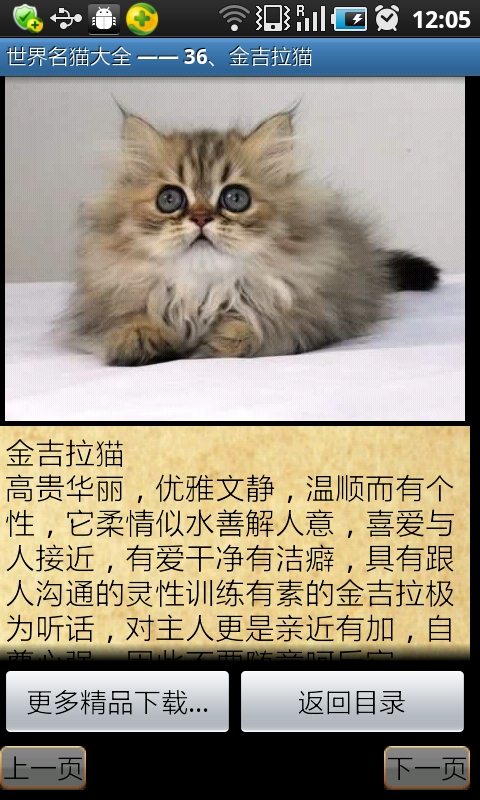 R
12:05
世界名猫大全 —— 36、金吉拉猫
金吉拉猫
高贵华丽，优雅文静，温顺而有个
性，它柔情似水善解人意，喜爱与
人接近，有爱干净有洁癖，具有跟
人沟通的灵性训练有素的金吉拉极
为听话，对主人更是亲近有加，自
更多精品下载...
返回目录
上一页
下一页